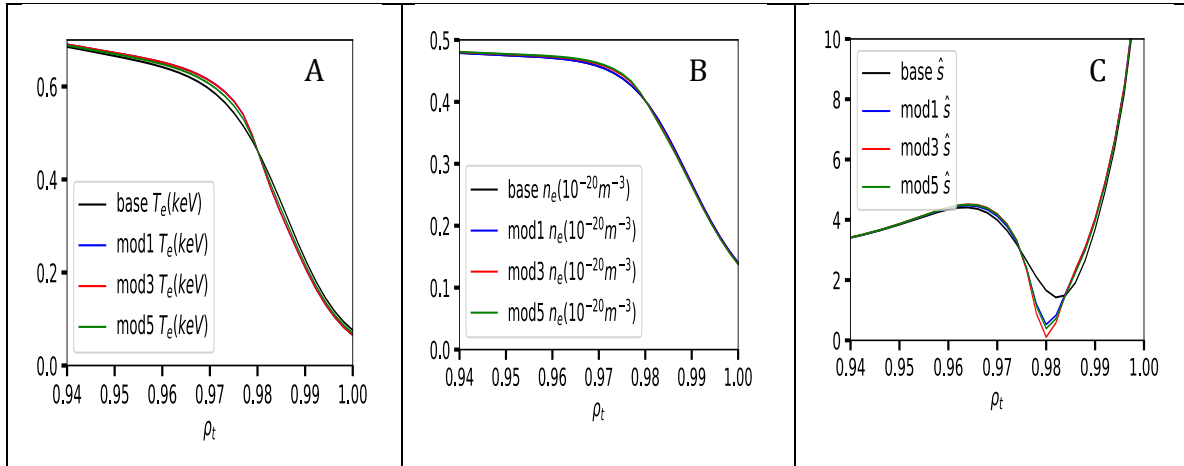 A
0.6
0.4
0.2
0.0
base T_e(keV)
mod1 T_e(keV)
mod3 T_e(keV)
mod5 T_e(keV)
0.94 0.95 0.96 0.97 0.98 0.99 1.00
ρ_t
B
0.5
0.4
0.3
0.2
0.1
0.0
base n_e(10^{-20}m^{-3})
mod1 n_e(10^{-20}m^{-3})
mod3 n_e(10^{-20}m^{-3})
mod5 n_e(10^{-20}m^{-3})
0.94 0.95 0.96 0.97 0.98 0.99 1.00
ρ_t
C
10
8
6
4
2
0
base ŝ
mod1 ŝ
mod3 ŝ
mod5 ŝ
0.94 0.95 0.96 0.97 0.98 0.99 1.00
ρ_t